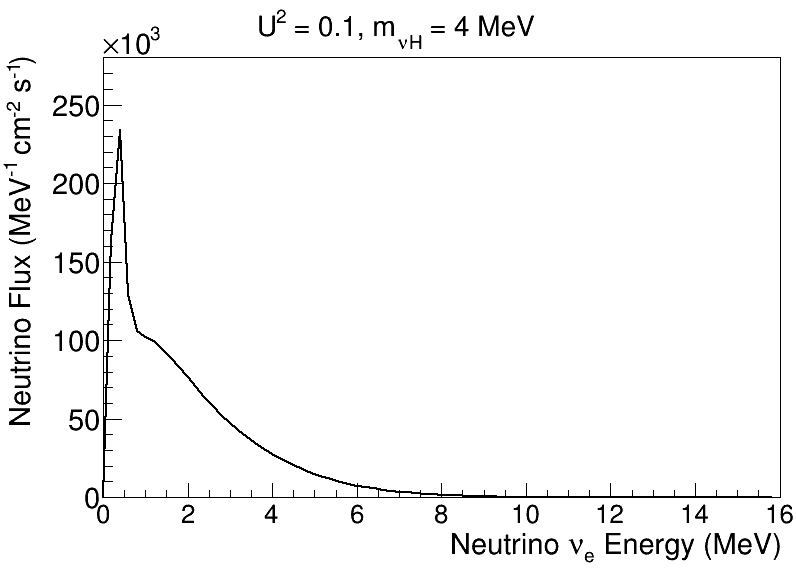 U² = 0.1, m_νH = 4 MeV
×10³
Neutrino Flux (MeV⁻¹ cm⁻² s⁻¹)
250
200
150
100
50
0
0 2 4 6 8 10 12 14 16
Neutrino νₑ Energy (MeV)